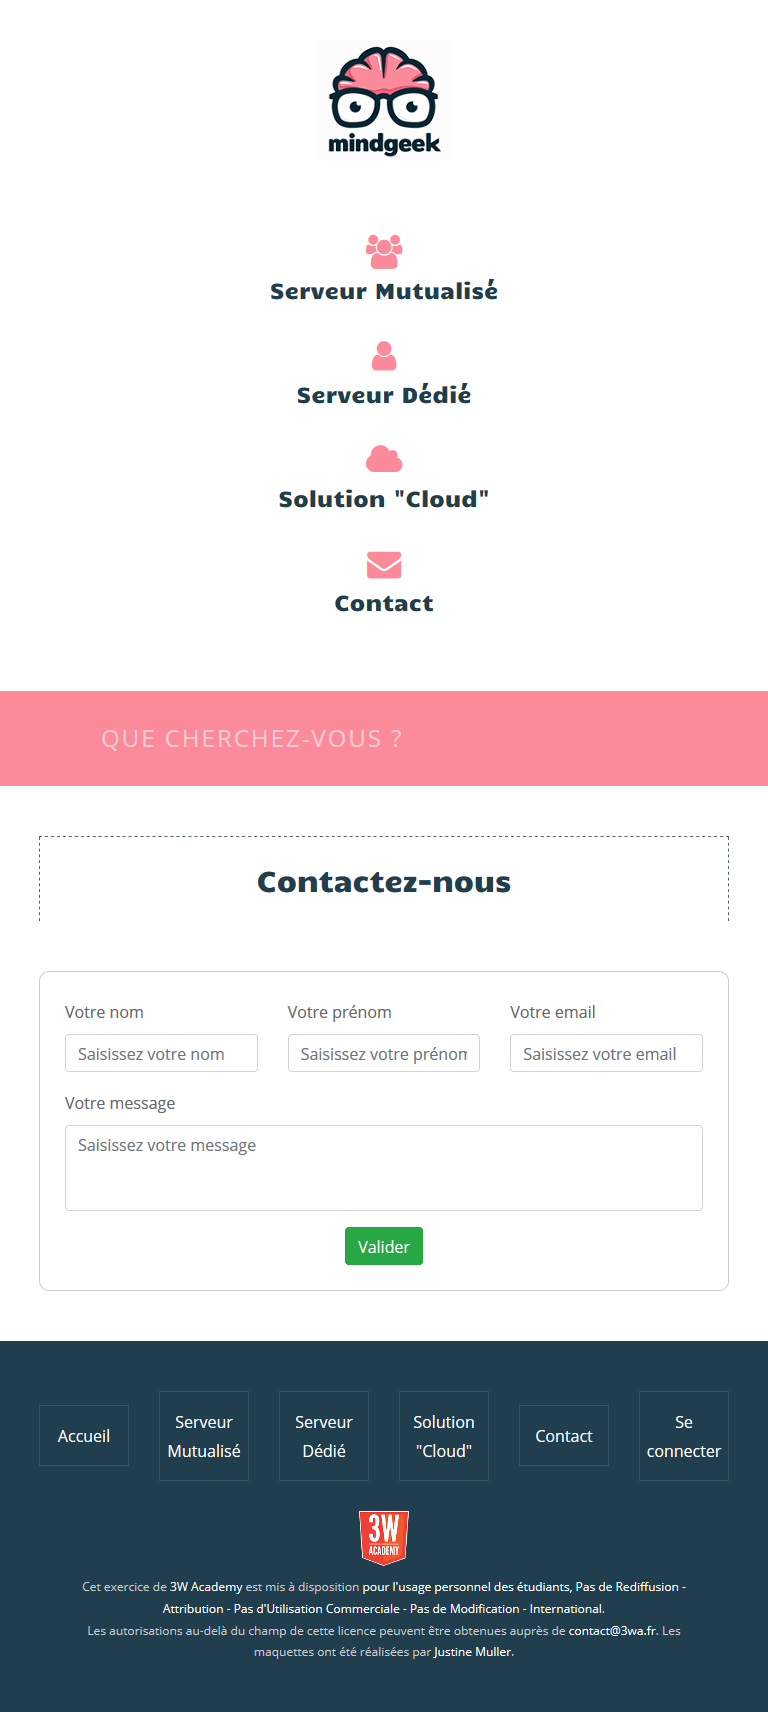 mindgeek
Serveur Mutualisé
Serveur Dédié
Solution "Cloud"
Contact
QUE CHERCHEZ-VOUS ?
Contactez-nous
Votre nom
Votre prénom
Votre email
Saisissez votre nom
Saisissez votre prénom
Saisissez votre email
Votre message
Saisissez votre message
Valider
Accueil
Serveur
Mutualisé
Serveur
Dédié
Solution
"Cloud"
Contact
Se
connecter
3W
ACADEMY
Cet exercice de 3W Academy est mis à disposition pour l'usage personnel des étudiants, Pas de Rediffusion -
Attribution - Pas d'Utilisation Commerciale - Pas de Modification - International.
Les autorisations au-delà du champ de cette licence peuvent être obtenues auprès de contact@3wa.fr. Les
maquettes ont été réalisées par Justine Muller.